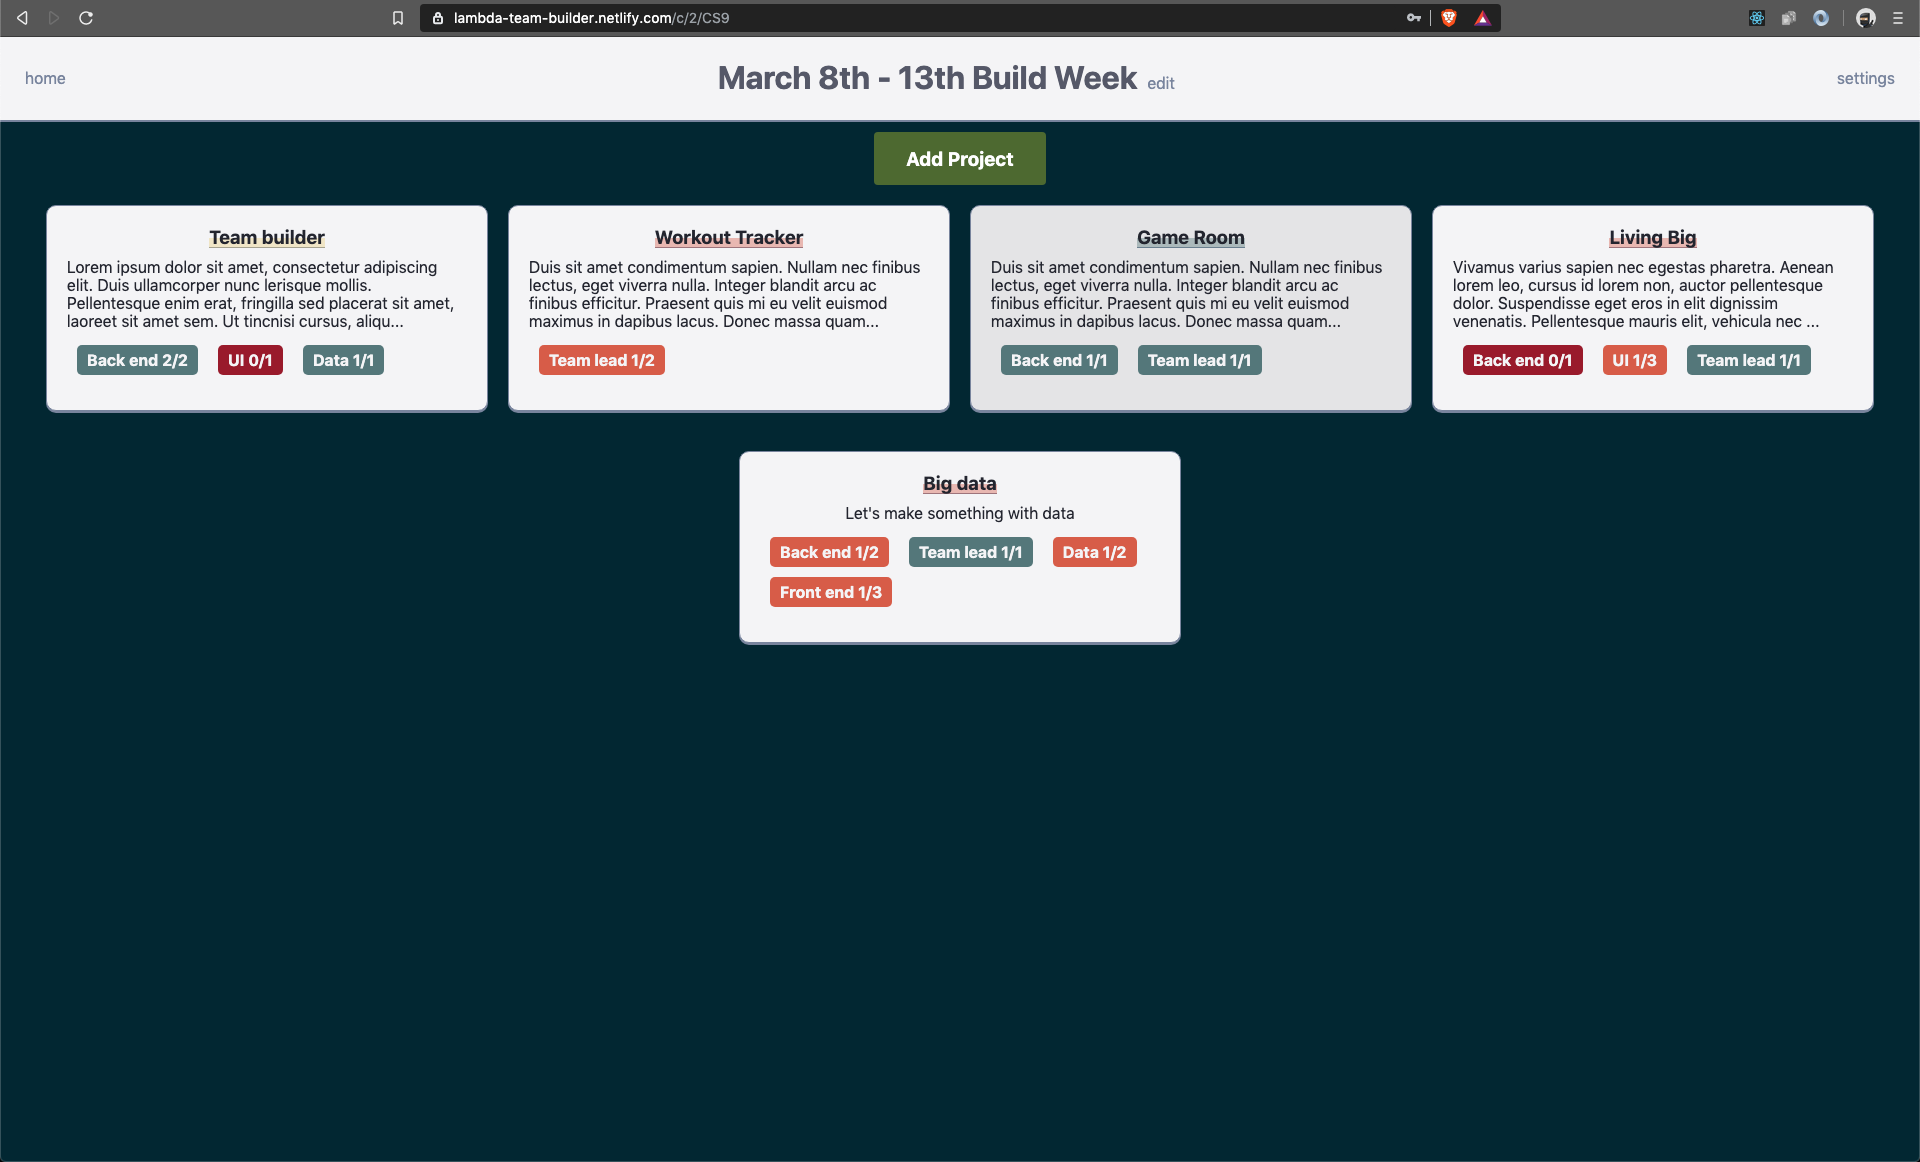 lambda-team-builder.netlify.com/c/2/CS9
home
March 8th - 13th Build Week edit
settings
Add Project
Team builder
Lorem ipsum dolor sit amet, consectetur adipiscing
elit. Duis ullamcorper nunc lerisque mollis.
Pellentesque enim erat, fringilla sed placerat sit amet,
laoreet sit amet sem. Ut tincnisi cursus, aliqu...
Back end 2/2 UI 0/1 Data 1/1
Workout Tracker
Duis sit amet condimentum sapien. Nullam nec finibus
lectus, eget viverra nulla. Integer blandit arcu ac
finibus efficitur. Praesent quis mi eu velit euismod
maximus in dapibus lacus. Donec massa quam...
Team lead 1/2
Game Room
Duis sit amet condimentum sapien. Nullam nec finibus
lectus, eget viverra nulla. Integer blandit arcu ac
finibus efficitur. Praesent quis mi eu velit euismod
maximus in dapibus lacus. Donec massa quam...
Back end 1/1 Team lead 1/1
Living Big
Vivamus varius sapien nec egestas pharetra. Aenean
lorem leo, cursus id lorem non, auctor pellentesque
dolor. Suspendisse eget eros in elit dignissim
venenatis. Pellentesque mauris elit, vehicula nec ...
Back end 0/1 UI 1/3 Team lead 1/1
Big data
Let's make something with data
Back end 1/2 Team lead 1/1 Data 1/2
Front end 1/3